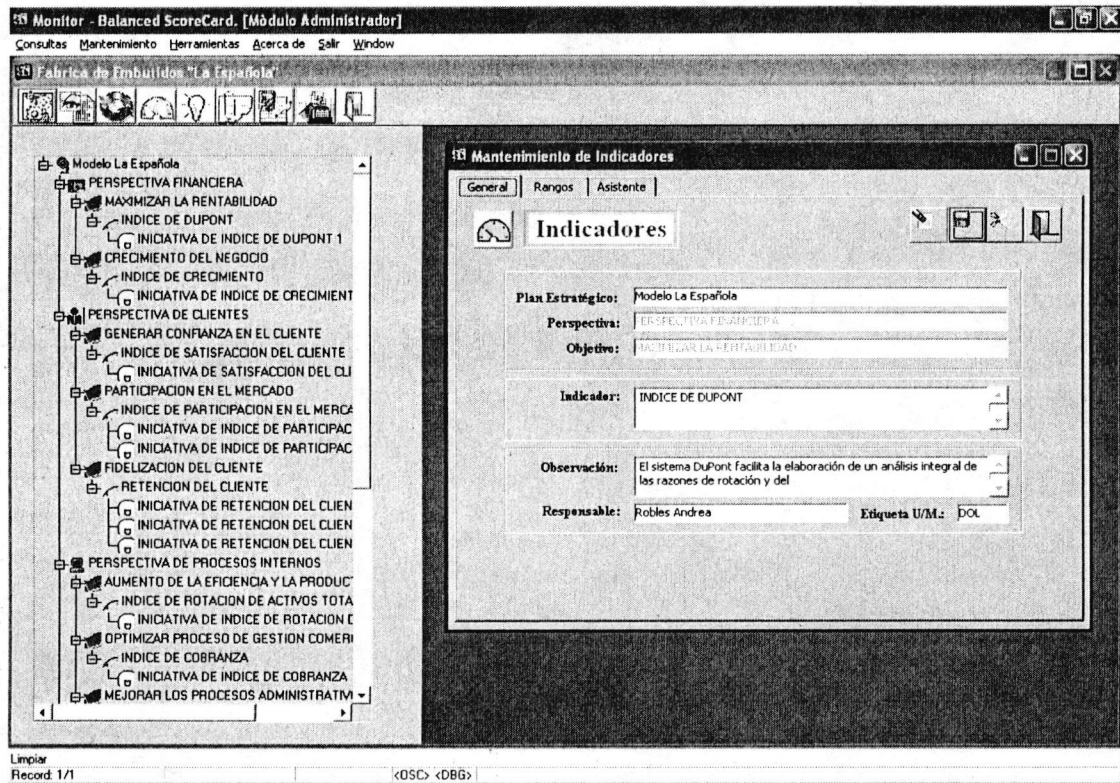 Monitor - Balanced ScoreCard. [Mòdulo Administrador]
Consultas Mantenimiento Herramientas Acerca de Salir Window
Fabrica de Embutidos "La Española"
Modelo La Española
PERSPECTIVA FINANCIERA
MAXIMIZAR LA RENTABILIDAD
INDICE DE DUPONT
INICIATIVA DE INDICE DE DUPONT 1
CRECIMIENTO DEL NEGOCIO
INDICE DE CRECIMIENTO
INICIATIVA DE INDICE DE CRECIMIENT
PERSPECTIVA DE CLIENTES
GENERAR CONFIANZA EN EL CLIENTE
INDICE DE SATISFACCION DEL CLIENTE
INICIATIVA DE SATISFACCION DEL CLI
PARTICIPACION EN EL MERCADO
INDICE DE PARTICIPACION EN EL MERCA
INICIATIVA DE INDICE DE PARTICIPAC
INICIATIVA DE INDICE DE PARTICIPAC
FIDELIZACION DEL CLIENTE
RETENCION DEL CLIENTE
INICIATIVA DE RETENCION DEL CLIEN
INICIATIVA DE RETENCION DEL CLIEN
INICIATIVA DE RETENCION DEL CLIEN
PERSPECTIVA DE PROCESOS INTERNOS
AUMENTO DE LA EFICIENCIA Y LA PRODUC
INDICE DE ROTACION DE ACTIVOS TOTA
INICIATIVA DE INDICE DE ROTACION D
OPTIMIZAR PROCESO DE GESTION COMER
INDICE DE COBRANZA
INICIATIVA DE INDICE DE COBRANZA
MEJORAR LOS PROCESOS ADMINISTRATIV
Mantenimiento de Indicadores
General Rangos Asistente
Indicadores
Plan Estratégico: Modelo La Española
Perspectiva: PERSPECTIVA FINANCIERA
Objetivo: MAXIMIZAR LA RENTABILIDAD
Indicador: INDICE DE DUPONT
Observación: El sistema DuPont facilita la elaboración de un análisis integral de
las razones de rotación y del
Responsable: Robles Andrea Etiqueta U/M.: DOL
Limpiar
Record: 1/1 <OSC> <DBG>